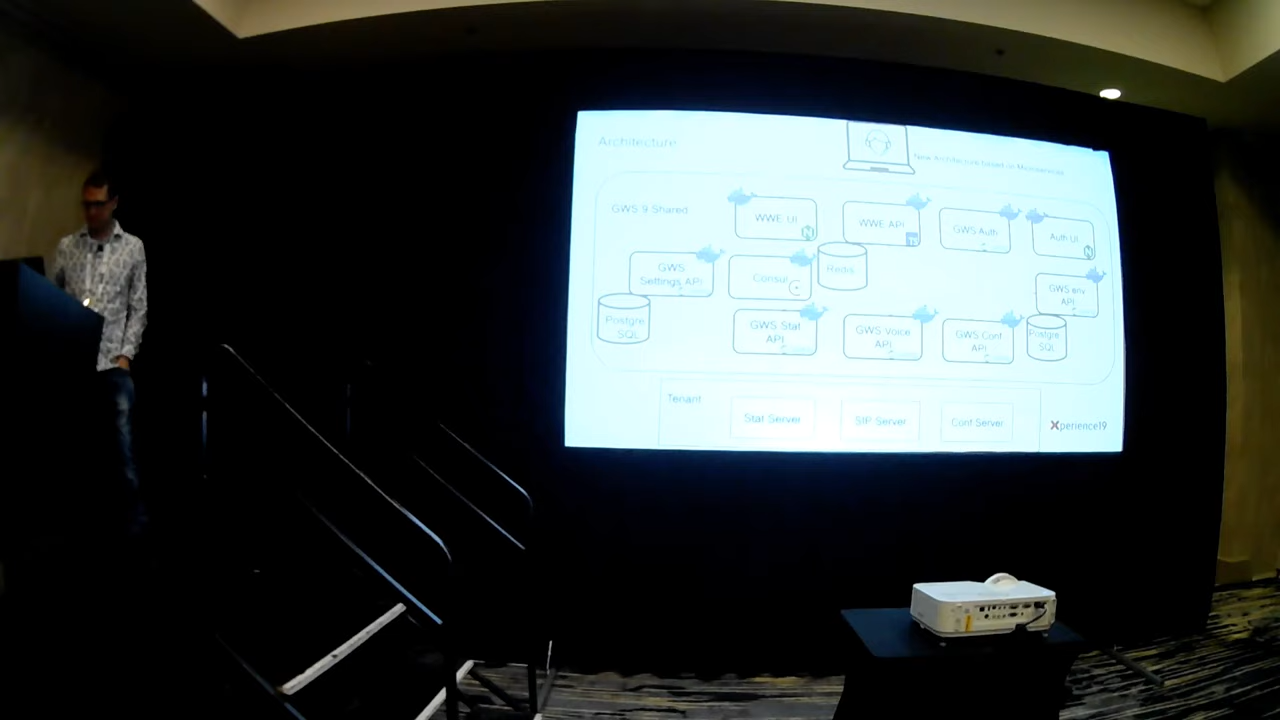 Architecture
New Architecture based on Microservices
GWS 9 Shared
WWE UI
N
WWE API
TS
GWS Auth
Auth UI
N
GWS
Settings API
Consul
Redis
GWS env
API
Postgre
SQL
GWS Stat
API
GWS Voice
API
GWS Conf
API
Postgre
SQL
Tenant
Stat Server
SIP Server
Conf Server
Xperience19